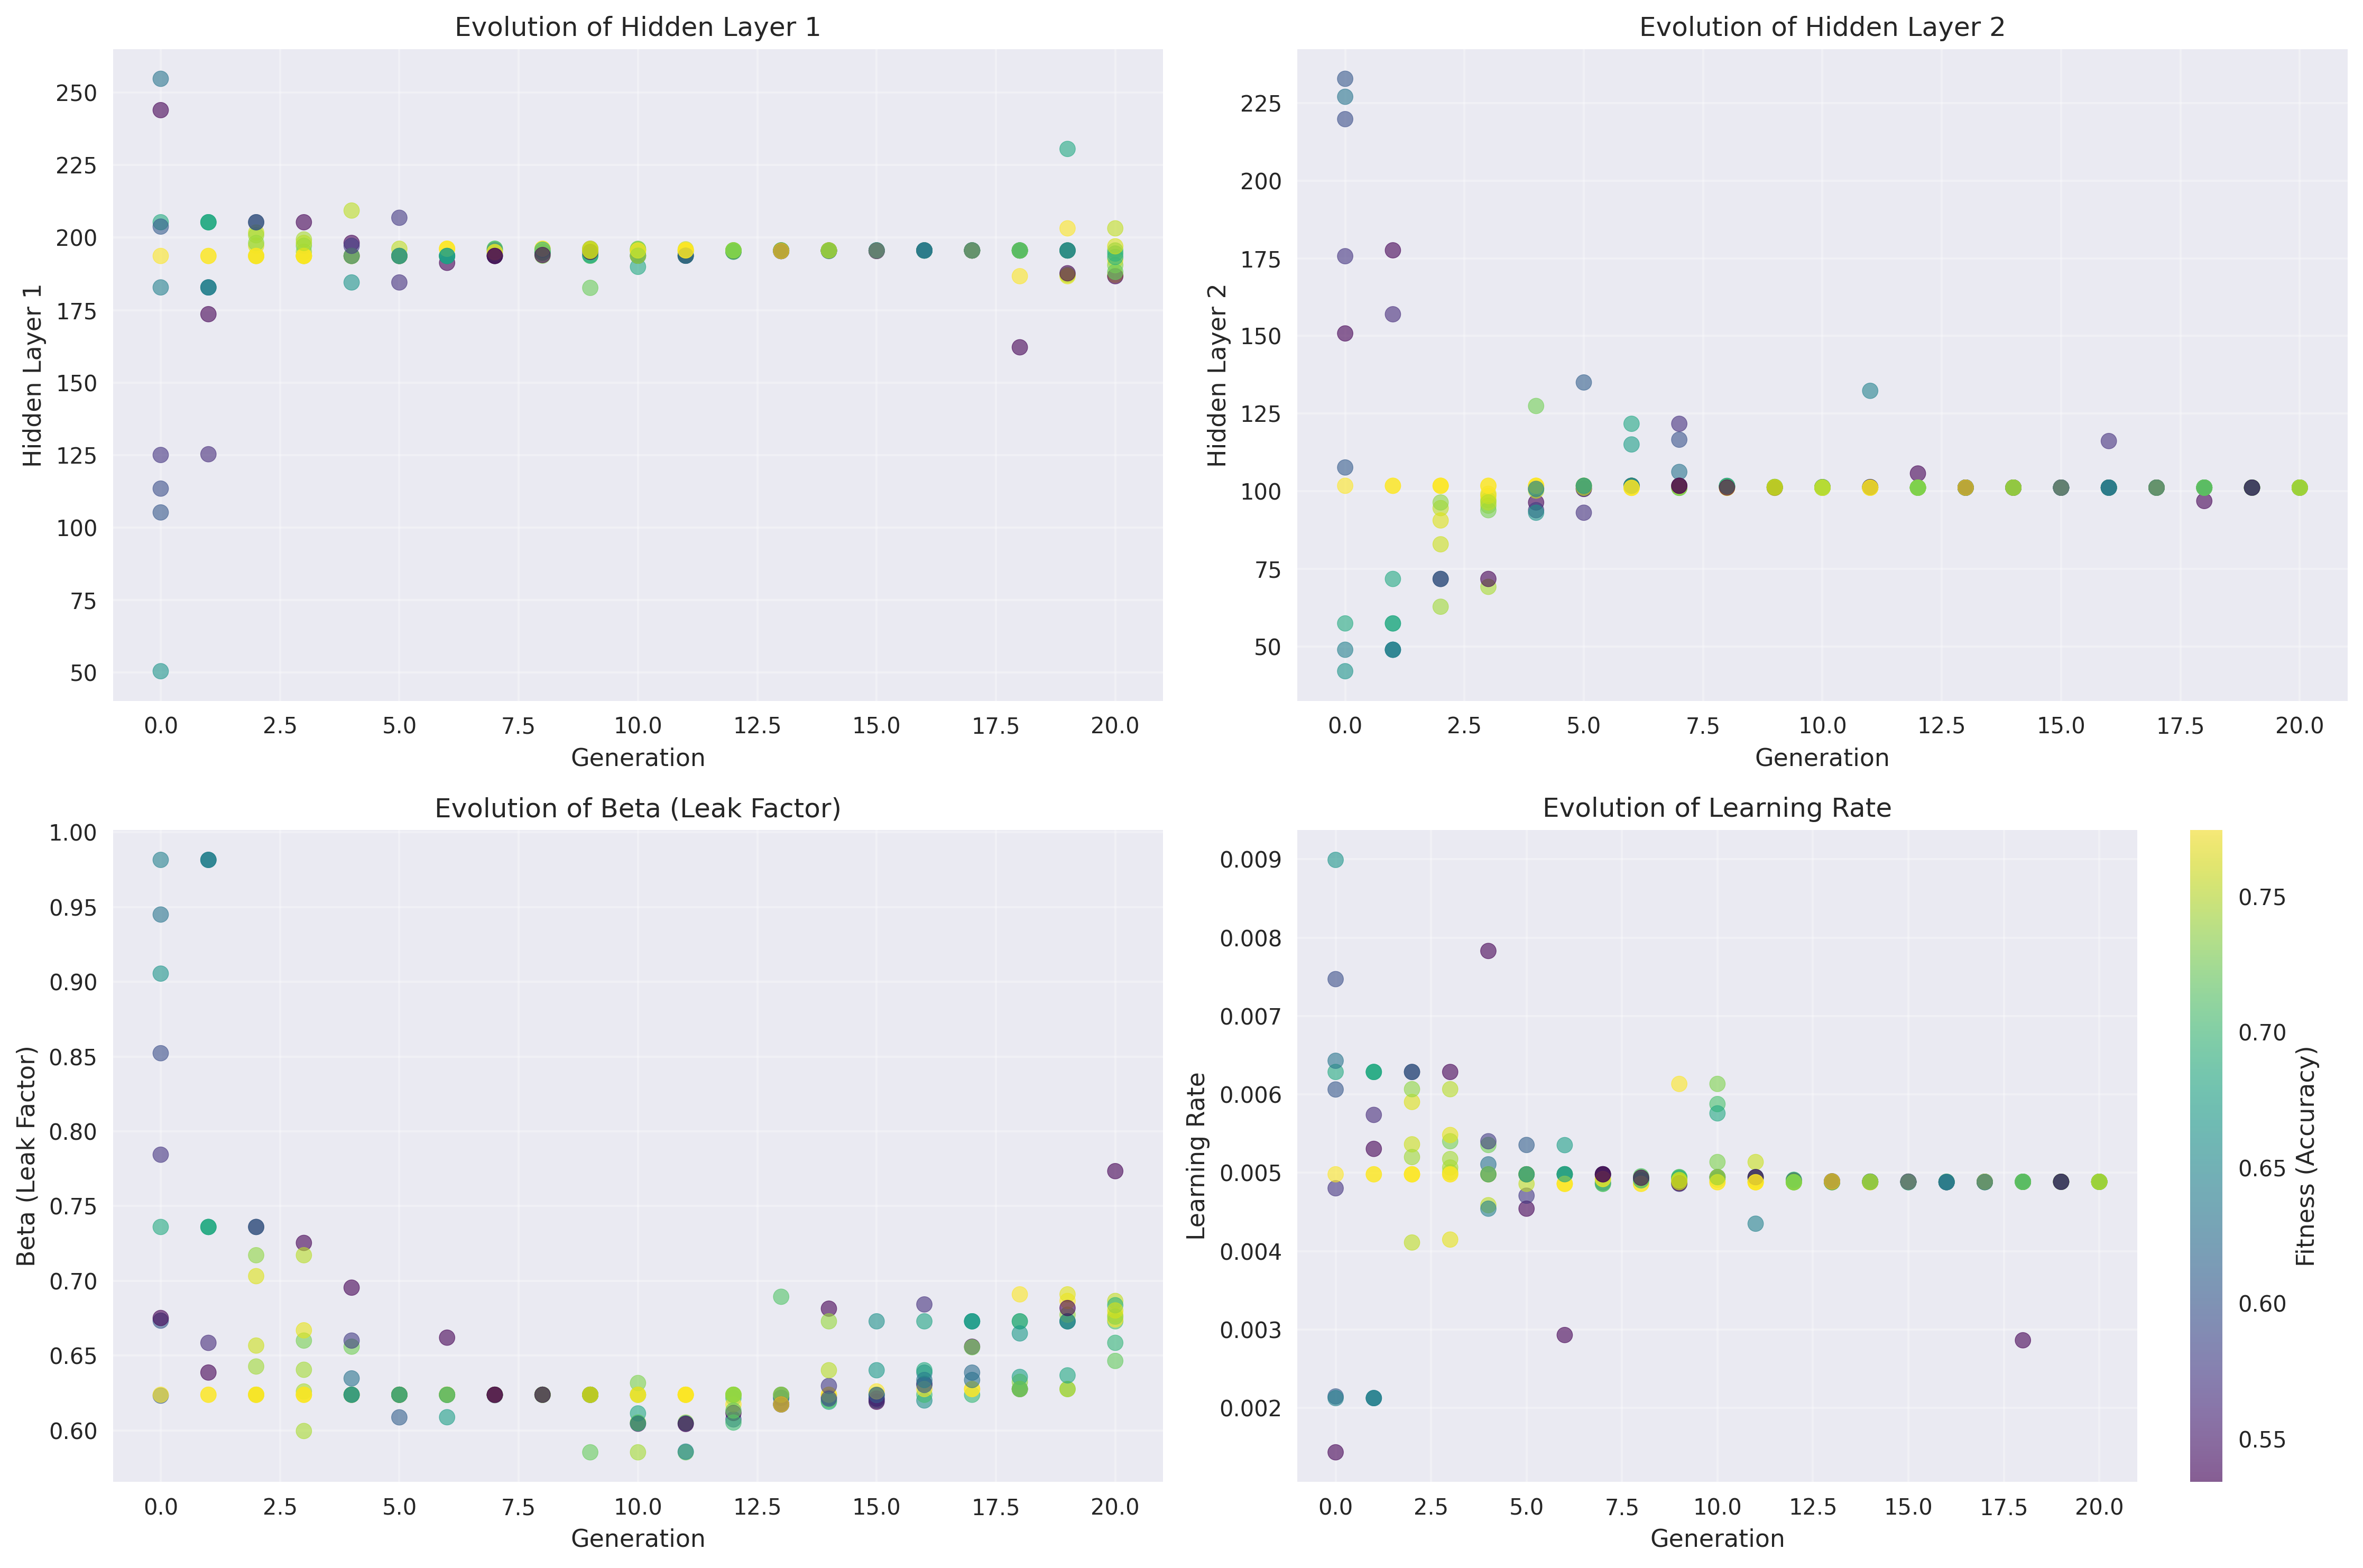 Evolution of Hidden Layer 1
Hidden Layer 1
250
225
200
175
150
125
100
75
50
0.0 2.5 5.0 7.5 10.0 12.5 15.0 17.5 20.0
Generation
Evolution of Hidden Layer 2
Hidden Layer 2
225
200
175
150
125
100
75
50
0.0 2.5 5.0 7.5 10.0 12.5 15.0 17.5 20.0
Generation
Evolution of Beta (Leak Factor)
Beta (Leak Factor)
1.00
0.95
0.90
0.85
0.80
0.75
0.70
0.65
0.60
0.0 2.5 5.0 7.5 10.0 12.5 15.0 17.5 20.0
Generation
Evolution of Learning Rate
Learning Rate
0.009
0.008
0.007
0.006
0.005
0.004
0.003
0.002
0.0 2.5 5.0 7.5 10.0 12.5 15.0 17.5 20.0
Generation
0.75
0.70
0.65
0.60
0.55
Fitness (Accuracy)